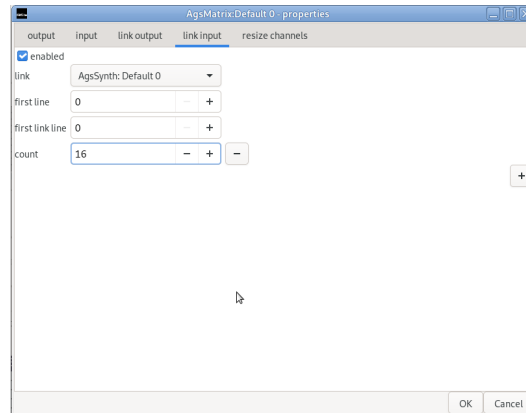 AgsMatrix:Default 0 - properties
output input link output link input resize channels
enabled
link AgsSynth: Default 0
first line 0 − +
first link line 0 − +
count 16 − + −
+
OK Cancel